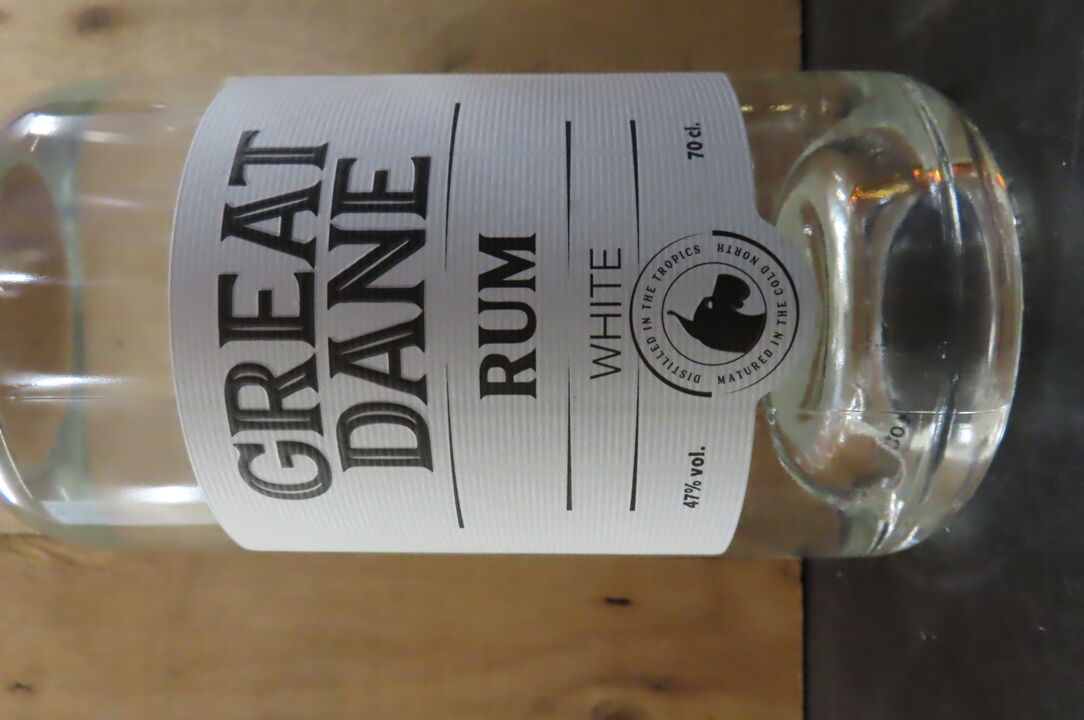 GREAT
DANE
RUM
WHITE
47% vol.
70 cl.
DISTILLED IN THE TROPICS
MATURED IN THE COLD NORTH